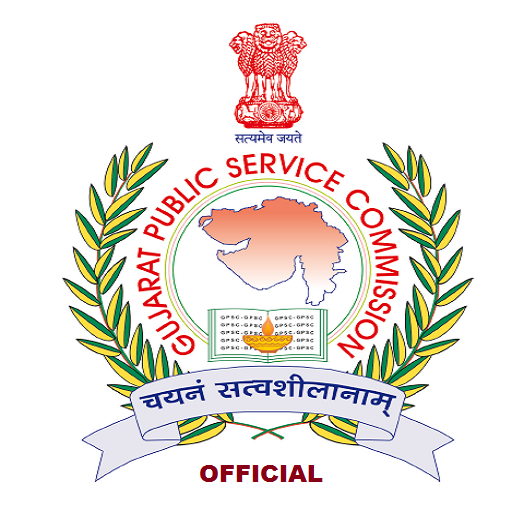 सत्यमेव जयते
GUJARAT PUBLIC SERVICE COMMISSION
GPSC-GPSC GPSC-GPSC
GPSC-GPSC GPSC-GPSC
GPSC-GPSC GPSC-GPSC
GPSC-GPSC GPSC-GPSC
GPSC-GPSC GPSC-GPSC
चयनं सत्वशीलानाम्
OFFICIAL